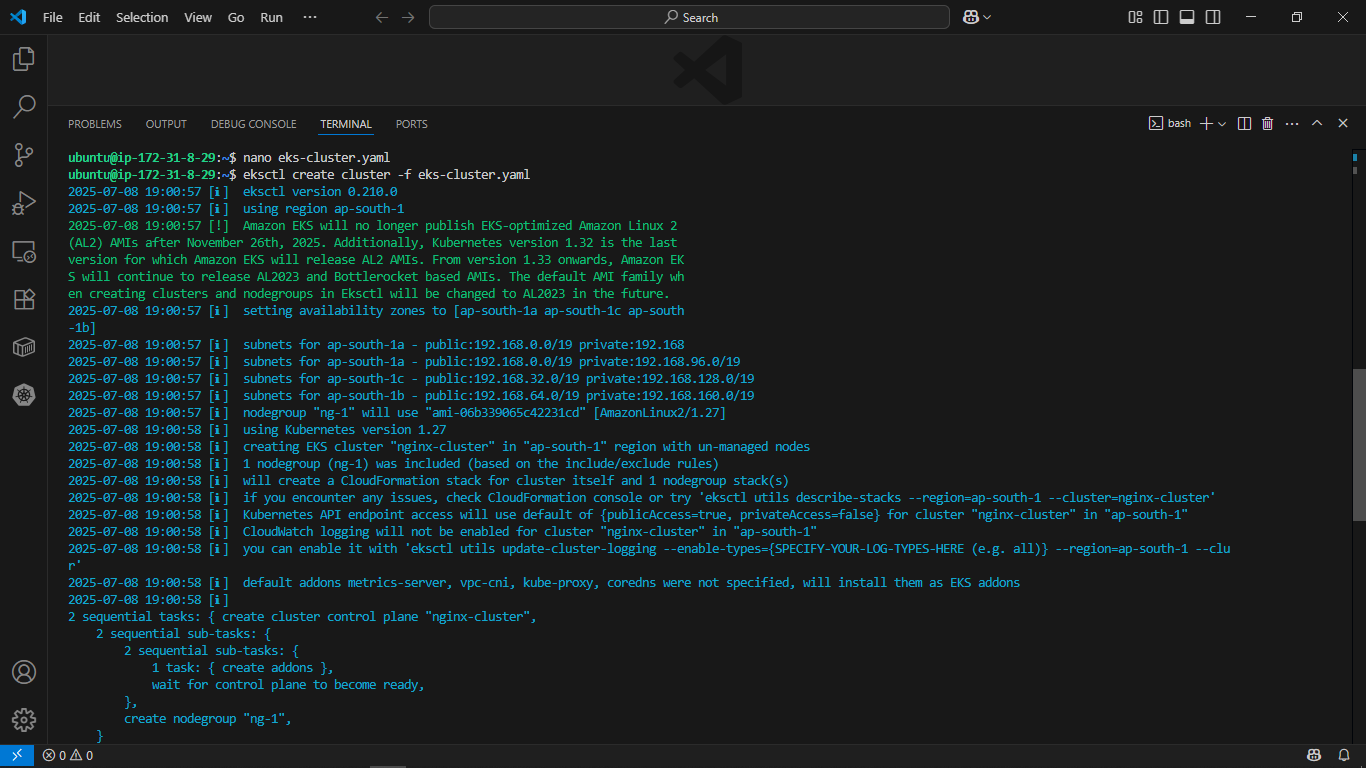 File Edit Selection View Go Run ··· Search
PROBLEMS OUTPUT DEBUG CONSOLE TERMINAL PORTS bash
ubuntu@ip-172-31-8-29:~$ nano eks-cluster.yaml
ubuntu@ip-172-31-8-29:~$ eksctl create cluster -f eks-cluster.yaml
2025-07-08 19:00:57 [ℹ]  eksctl version 0.210.0
2025-07-08 19:00:57 [ℹ]  using region ap-south-1
2025-07-08 19:00:57 [!]  Amazon EKS will no longer publish EKS-optimized Amazon Linux 2
(AL2) AMIs after November 26th, 2025. Additionally, Kubernetes version 1.32 is the last
version for which Amazon EKS will release AL2 AMIs. From version 1.33 onwards, Amazon EK
S will continue to release AL2023 and Bottlerocket based AMIs. The default AMI family wh
en creating clusters and nodegroups in Eksctl will be changed to AL2023 in the future.
2025-07-08 19:00:57 [ℹ]  setting availability zones to [ap-south-1a ap-south-1c ap-south
-1b]
2025-07-08 19:00:57 [ℹ]  subnets for ap-south-1a - public:192.168.0.0/19 private:192.168
2025-07-08 19:00:57 [ℹ]  subnets for ap-south-1a - public:192.168.0.0/19 private:192.168.96.0/19
2025-07-08 19:00:57 [ℹ]  subnets for ap-south-1c - public:192.168.32.0/19 private:192.168.128.0/19
2025-07-08 19:00:57 [ℹ]  subnets for ap-south-1b - public:192.168.64.0/19 private:192.168.160.0/19
2025-07-08 19:00:57 [ℹ]  nodegroup "ng-1" will use "ami-06b339065c42231cd" [AmazonLinux2/1.27]
2025-07-08 19:00:58 [ℹ]  using Kubernetes version 1.27
2025-07-08 19:00:58 [ℹ]  creating EKS cluster "nginx-cluster" in "ap-south-1" region with un-managed nodes
2025-07-08 19:00:58 [ℹ]  1 nodegroup (ng-1) was included (based on the include/exclude rules)
2025-07-08 19:00:58 [ℹ]  will create a CloudFormation stack for cluster itself and 1 nodegroup stack(s)
2025-07-08 19:00:58 [ℹ]  if you encounter any issues, check CloudFormation console or try 'eksctl utils describe-stacks --region=ap-south-1 --cluster=nginx-cluster'
2025-07-08 19:00:58 [ℹ]  Kubernetes API endpoint access will use default of {publicAccess=true, privateAccess=false} for cluster "nginx-cluster" in "ap-south-1"
2025-07-08 19:00:58 [ℹ]  CloudWatch logging will not be enabled for cluster "nginx-cluster" in "ap-south-1"
2025-07-08 19:00:58 [ℹ]  you can enable it with 'eksctl utils update-cluster-logging --enable-types={SPECIFY-YOUR-LOG-TYPES-HERE (e.g. all)} --region=ap-south-1 --clu
r'
2025-07-08 19:00:58 [ℹ]  default addons metrics-server, vpc-cni, kube-proxy, coredns were not specified, will install them as EKS addons
2025-07-08 19:00:58 [ℹ]
2 sequential tasks: { create cluster control plane "nginx-cluster",
    2 sequential sub-tasks: {
        2 sequential sub-tasks: {
            1 task: { create addons },
            wait for control plane to become ready,
        },
        create nodegroup "ng-1",
    }
0 0